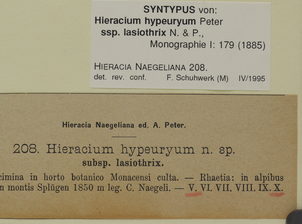 SYNTYPUS von:
Hieracium hypeuryum Peter
ssp. lasiothrix N. & P.,
Monographie I: 179 (1885)
HIERACIA NAEGELIANA 208.
det. rev. conf. F. Schuhwerk (M) IV/1995
Hieracia Naegeliana ed. A. Peter.
208. Hieracium hypeuryum n. sp.
subsp. lasiothrix.
cimina in horto botanico Monacensi culta. — Rhaetia: in alpibus
n montis Splügen 1850 m leg. C. Naegeli. — V. VI. VII. VIII. IX. X.